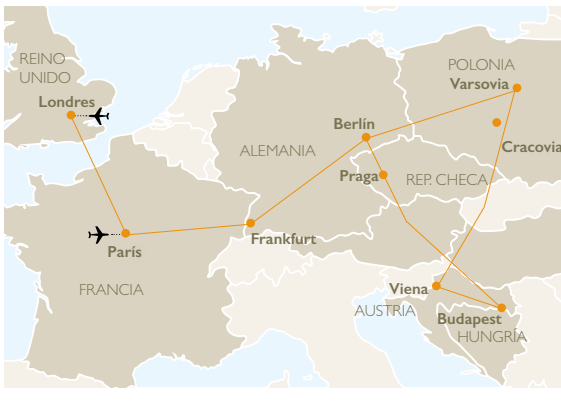 REINO
UNIDO
Londres
POLONIA
Varsovia
Berlín
ALEMANIA
Cracovia
Praga
REP. CHECA
París
Frankfurt
FRANCIA
Viena
AUSTRIA
Budapest
HUNGRÍA